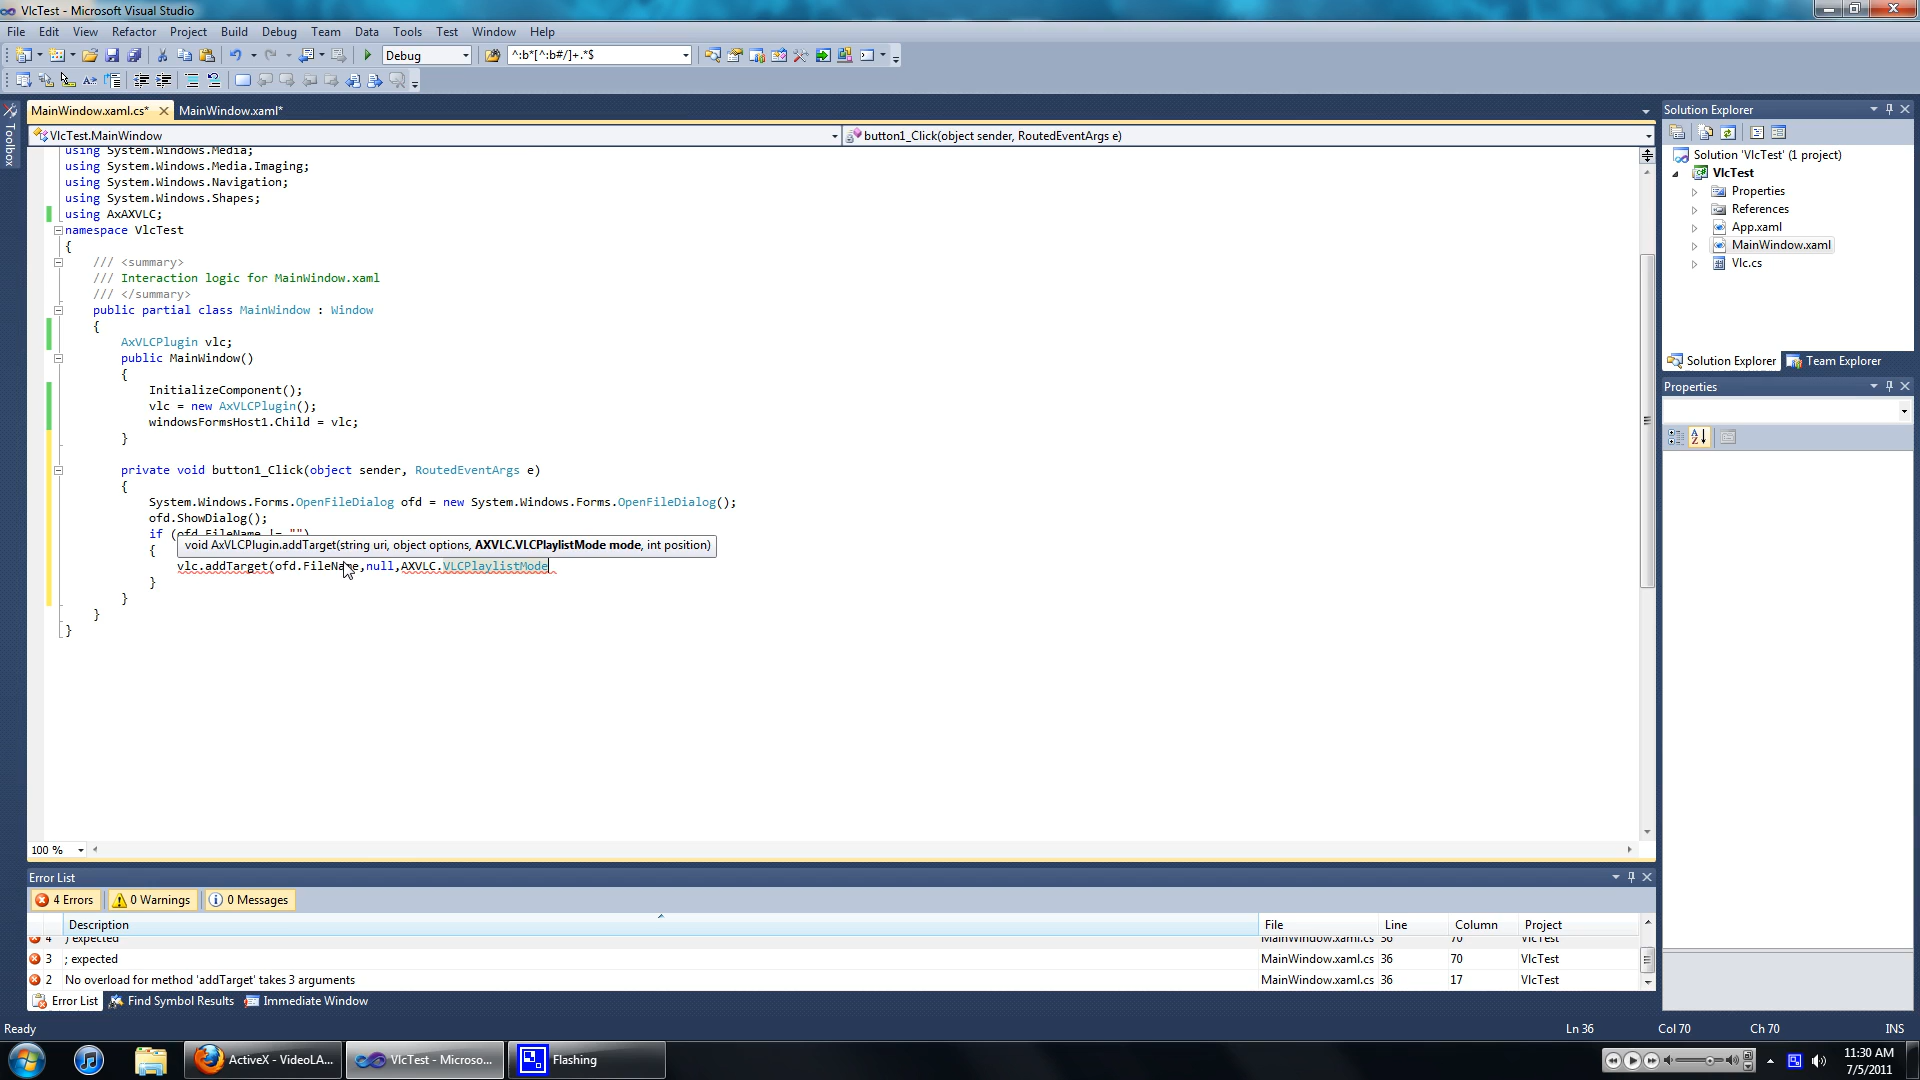 VlcTest - Microsoft Visual Studio
File Edit View Refactor Project Build Debug Team Data Tools Test Window Help
Debug ^:b*[^:b#/]+.*$
MainWindow.xaml.cs* MainWindow.xaml*
Toolbox
VlcTest.MainWindow button1_Click(object sender, RoutedEventArgs e)
using System.Windows.Media;
using System.Windows.Media.Imaging;
using System.Windows.Navigation;
using System.Windows.Shapes;
using AxAXVLC;
namespace VlcTest
{
/// <summary>
/// Interaction logic for MainWindow.xaml
/// </summary>
public partial class MainWindow : Window
{
AxVLCPlugin vlc;
public MainWindow()
{
InitializeComponent();
vlc = new AxVLCPlugin();
windowsFormsHost1.Child = vlc;
}
private void button1_Click(object sender, RoutedEventArgs e)
{
System.Windows.Forms.OpenFileDialog ofd = new System.Windows.Forms.OpenFileDialog();
ofd.ShowDialog();
if (ofd.FileName != "")
{
void AxVLCPlugin.addTarget(string uri, object options, AXVLC.VLCPlaylistMode mode, int position)
vlc.addTarget(ofd.FileName,null,AXVLC.VLCPlaylistMode
}
}
}
}
100 %
Solution Explorer
Solution 'VlcTest' (1 project)
VlcTest
Properties
References
App.xaml
MainWindow.xaml
Vlc.cs
Solution Explorer Team Explorer
Properties
Error List
4 Errors 0 Warnings 0 Messages
Description File Line Column Project
4 ) expected MainWindow.xaml.cs 36 70 VlcTest
3 ; expected MainWindow.xaml.cs 36 70 VlcTest
2 No overload for method 'addTarget' takes 3 arguments MainWindow.xaml.cs 36 17 VlcTest
Error List Find Symbol Results Immediate Window
Ready Ln 36 Col 70 Ch 70 INS
ActiveX - VideoLA... VlcTest - Microso... Flashing
11:30 AM
7/5/2011